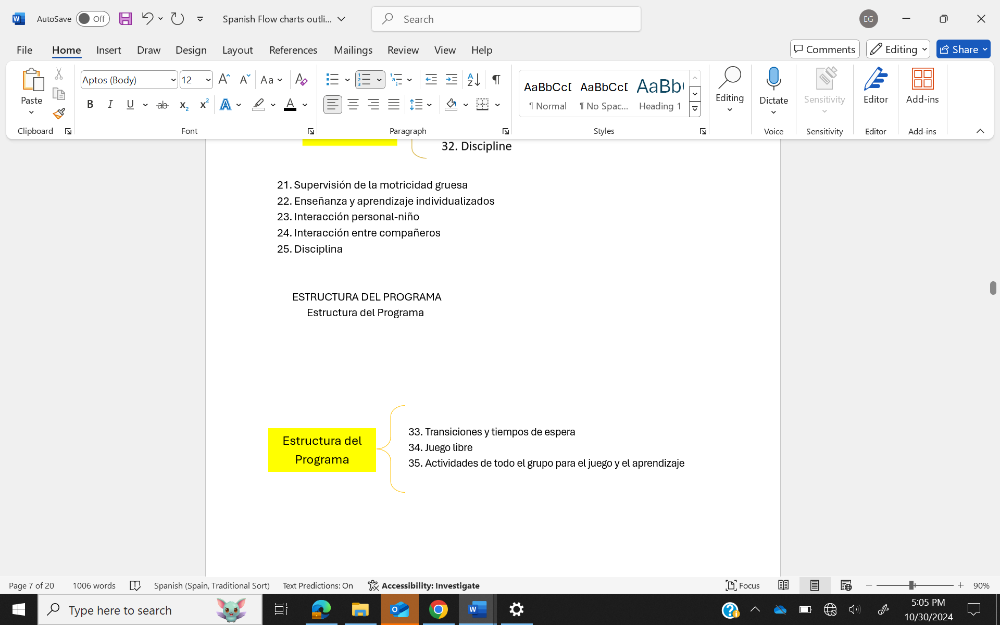 AutoSave Off Spanish Flow charts outli... Search EG
File Home Insert Draw Design Layout References Mailings Review View Help Comments Editing Share
Paste Aptos (Body) 12 Aa AaBbCcD AaBbCcD AaBb Editing Dictate Sensitivity Editor Add-ins
B I U ab x₂ x² A A ¶ Normal ¶ No Spac... Heading 1
Clipboard Font Paragraph Styles Voice Sensitivity Editor Add-ins
32. Discipline
21. Supervisión de la motricidad gruesa
22. Enseñanza y aprendizaje individualizados
23. Interacción personal-niño
24. Interacción entre compañeros
25. Disciplina
ESTRUCTURA DEL PROGRAMA
Estructura del Programa
Estructura del
Programa
33. Transiciones y tiempos de espera
34. Juego libre
35. Actividades de todo el grupo para el juego y el aprendizaje
Page 7 of 20 1006 words Spanish (Spain, Traditional Sort) Text Predictions: On Accessibility: Investigate Focus 90%
Type here to search
5:05 PM
10/30/2024